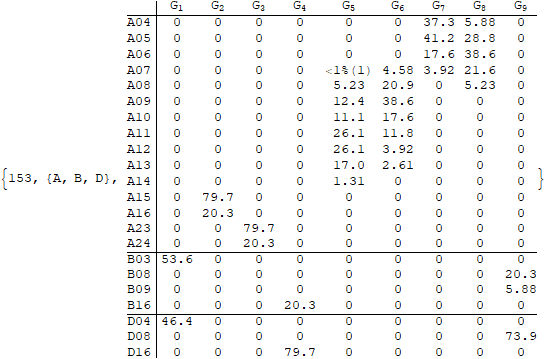 G₁ G₂ G₃ G₄ G₅ G₆ G₇ G₈ G₉
A04 0 0 0 0 0 0 37.3 5.88 0
A05 0 0 0 0 0 0 41.2 28.8 0
A06 0 0 0 0 0 0 17.6 38.6 0
A07 0 0 0 0 <1%(1) 4.58 3.92 21.6 0
A08 0 0 0 0 5.23 20.9 0 5.23 0
A09 0 0 0 0 12.4 38.6 0 0 0
A10 0 0 0 0 11.1 17.6 0 0 0
A11 0 0 0 0 26.1 11.8 0 0 0
A12 0 0 0 0 26.1 3.92 0 0 0
A13 0 0 0 0 17.0 2.61 0 0 0
{153, {A, B, D}, A14 0 0 0 0 1.31 0 0 0 0 }
A15 0 79.7 0 0 0 0 0 0 0
A16 0 20.3 0 0 0 0 0 0 0
A23 0 0 79.7 0 0 0 0 0 0
A24 0 0 20.3 0 0 0 0 0 0
B03 53.6 0 0 0 0 0 0 0 0
B08 0 0 0 0 0 0 0 0 20.3
B09 0 0 0 0 0 0 0 0 5.88
B16 0 0 0 20.3 0 0 0 0 0
D04 46.4 0 0 0 0 0 0 0 0
D08 0 0 0 0 0 0 0 0 73.9
D16 0 0 0 79.7 0 0 0 0 0